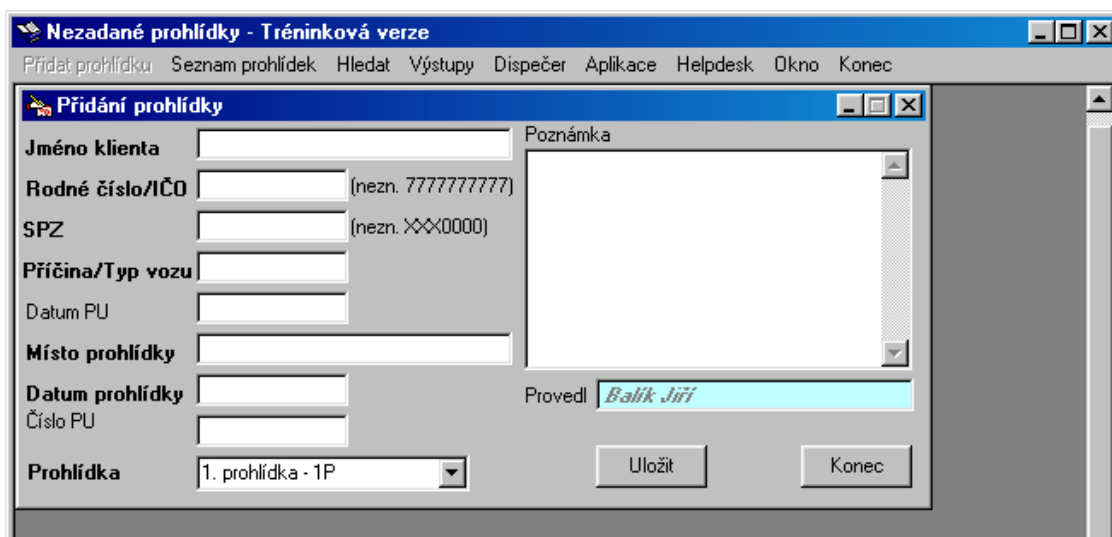 Nezadané prohlídky - Tréninková verze
Přidat prohlídku Seznam prohlídek Hledat Výstupy Dispečer Aplikace Helpdesk Okno Konec
Přidání prohlídky
Jméno klienta
Rodné číslo/IČO (nezn. 7777777777)
SPZ (nezn. XXX0000)
Příčina/Typ vozu
Datum PU
Místo prohlídky
Datum prohlídky
Číslo PU
Prohlídka 1. prohlídka - 1P
Poznámka
Provedl Balík Jiří
Uložit Konec